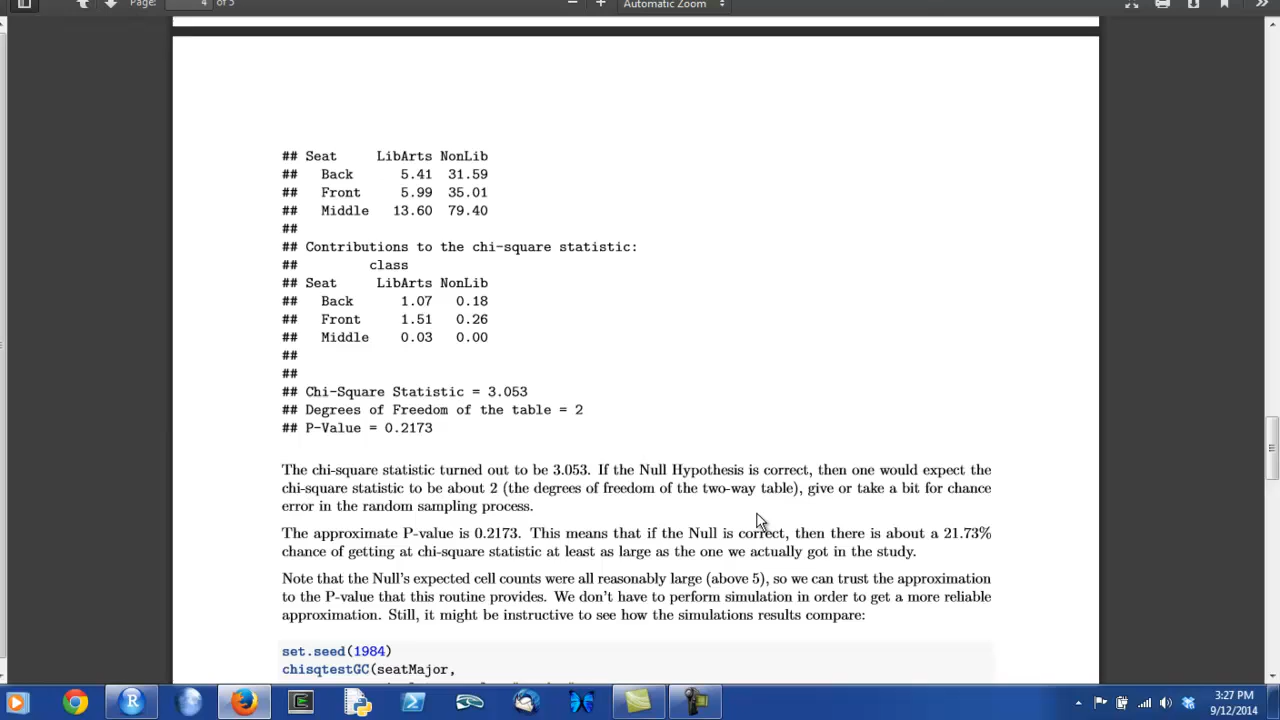 Page: 4 of 5 Automatic Zoom
## Seat LibArts NonLib
## Back 5.41 31.59
## Front 5.99 35.01
## Middle 13.60 79.40
##
## Contributions to the chi-square statistic:
## class
## Seat LibArts NonLib
## Back 1.07 0.18
## Front 1.51 0.26
## Middle 0.03 0.00
##
##
## Chi-Square Statistic = 3.053
## Degrees of Freedom of the table = 2
## P-Value = 0.2173
The chi-square statistic turned out to be 3.053. If the Null Hypothesis is correct, then one would expect the
chi-square statistic to be about 2 (the degrees of freedom of the two-way table), give or take a bit for chance
error in the random sampling process.
The approximate P-value is 0.2173. This means that if the Null is correct, then there is about a 21.73%
chance of getting at chi-square statistic at least as large as the one we actually got in the study.
Note that the Null's expected cell counts were all reasonably large (above 5), so we can trust the approximation
to the P-value that this routine provides. We don't have to perform simulation in order to get a more reliable
approximation. Still, it might be instructive to see how the simulations results compare:
set.seed(1984)
chisqtestGC(seatMajor,
3:27 PM
9/12/2014